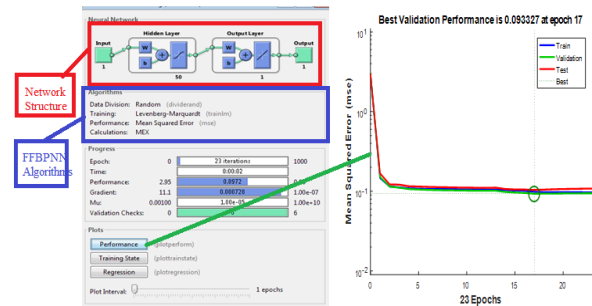 Neural Network
Hidden Layer
Output Layer
Input
Output
W
b
W
b
1
50
1
1
Network
Structure
Algorithms
Data Division: Random (dividerand)
Training: Levenberg-Marquardt (trainlm)
Performance: Mean Squared Error (mse)
Calculations: MEX
FFBPNN
Algorithms
Progress
Epoch: 0 23 iterations 1000
Time: 0:00:02
Performance: 2.95 0.0972
Gradient: 11.1 0.000728 1.00e-07
Mu: 0.00100 1.00e-05 1.00e+10
Validation Checks: 0 6 6
Plots
Performance (plotperform)
Training State (plottrainstate)
Regression (plotregression)
Plot Interval: 1 epochs
Best Validation Performance is 0.093327 at epoch 17
Train
Validation
Test
Best
Mean Squared Error (mse)
10^1
10^0
10^-1
10^-2
0 5 10 15 20
23 Epochs